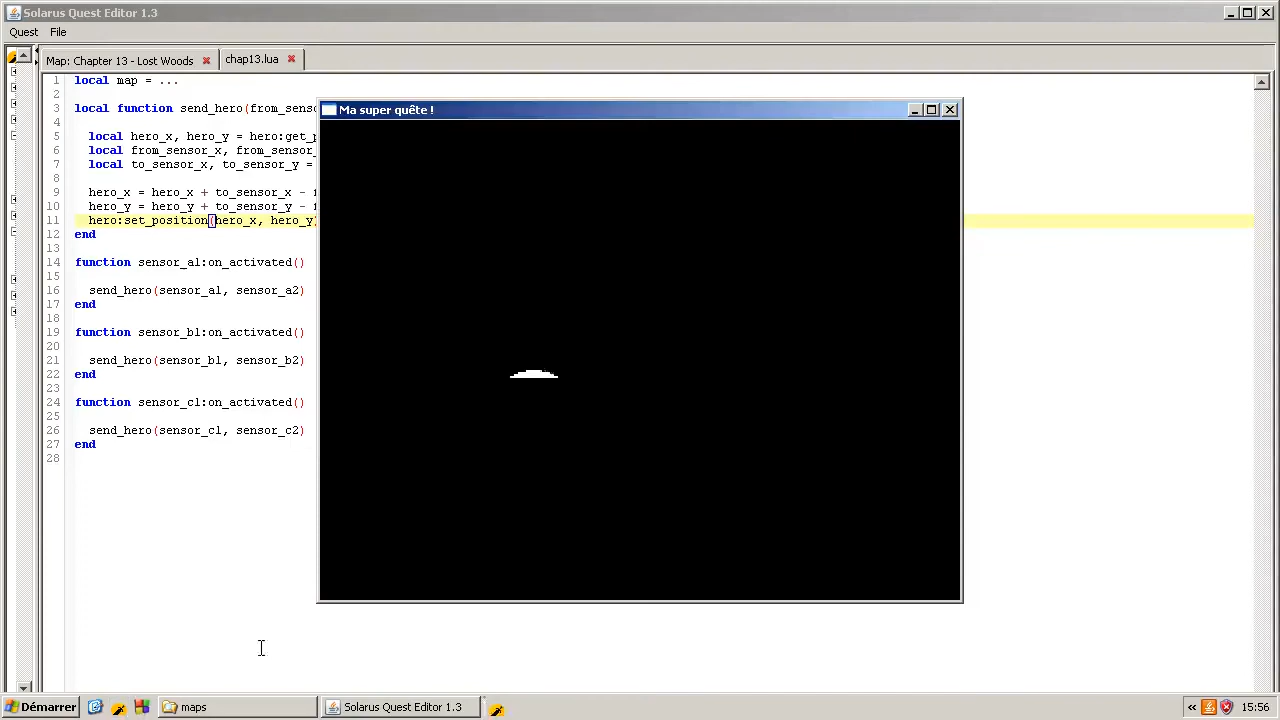 Solarus Quest Editor 1.3
Quest File
Map: Chapter 13 - Lost Woods
chap13.lua
1 local map = ...
2
3 local function send_hero(from_sens
4
5 local hero_x, hero_y = hero:get_
6 local from_sensor_x, from_sensor_
7 local to_sensor_x, to_sensor_y =
8
9 hero_x = hero_x + to_sensor_x -
10 hero_y = hero_y + to_sensor_y -
11 hero:set_position(hero_x, hero_y)
12 end
13
14 function sensor_a1:on_activated()
15
16 send_hero(sensor_a1, sensor_a2)
17 end
18
19 function sensor_b1:on_activated()
20
21 send_hero(sensor_b1, sensor_b2)
22 end
23
24 function sensor_c1:on_activated()
25
26 send_hero(sensor_c1, sensor_c2)
27 end
28
Ma super quête !
Démarrer
maps
Solarus Quest Editor 1.3
15:56